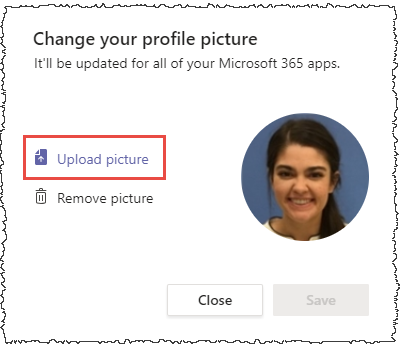 Change your profile picture
It'll be updated for all of your Microsoft 365 apps.
Upload picture
Remove picture
Close
Save